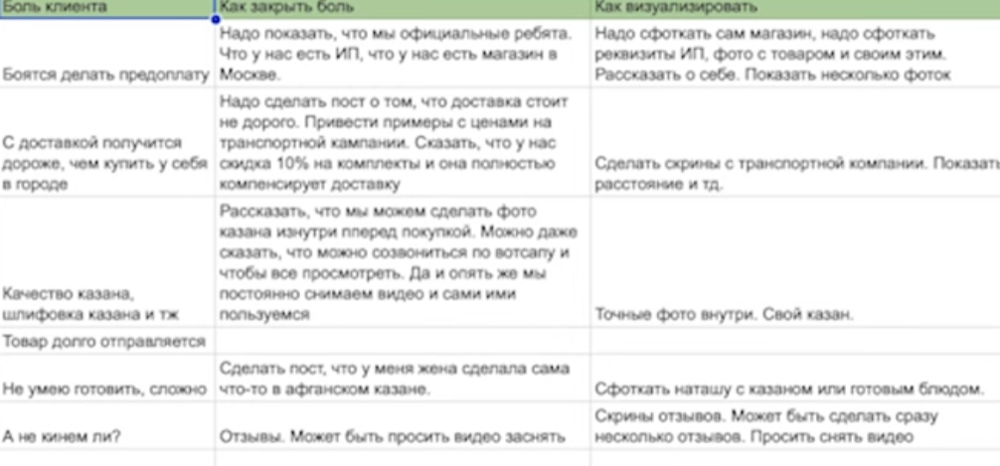 Боль клиента
Как закрыть боль
Как визуализировать
Боятся делать предоплату
Надо показать, что мы официальные ребята.
Что у нас есть ИП, что у нас есть магазин в
Москве.
Надо сфоткать сам магазин, надо сфоткать
реквизиты ИП, фото с товаром и своим этим.
Рассказать о себе. Показать несколько фоток
С доставкой получится
дороже, чем купить у себя
в городе
Надо сделать пост о том, что доставка стоит
не дорого. Привести примеры с ценами на
транспортной кампании. Сказать, что у нас
скидка 10% на комплекты и она полностью
компенсирует доставку
Сделать скрины с транспортной компании. Показать
расстояние и тд.
Качество казана,
шлифовка казана и тж
Рассказать, что мы можем сделать фото
казана изнутри пперед покупкой. Можно даже
сказать, что можно созвониться по вотсапу и
чтобы все просмотреть. Да и опять же мы
постоянно снимаем видео и сами ими
пользуемся
Точные фото внутри. Свой казан.
Товар долго отправляется
Не умею готовить, сложно
Сделать пост, что у меня жена сделала сама
что-то в афганском казане.
Сфоткать наташу с казаном или готовым блюдом.
А не кинем ли?
Отзывы. Может быть просить видео заснять
Скрины отзывов. Может быть сделать сразу
несколько отзывов. Просить снять видео